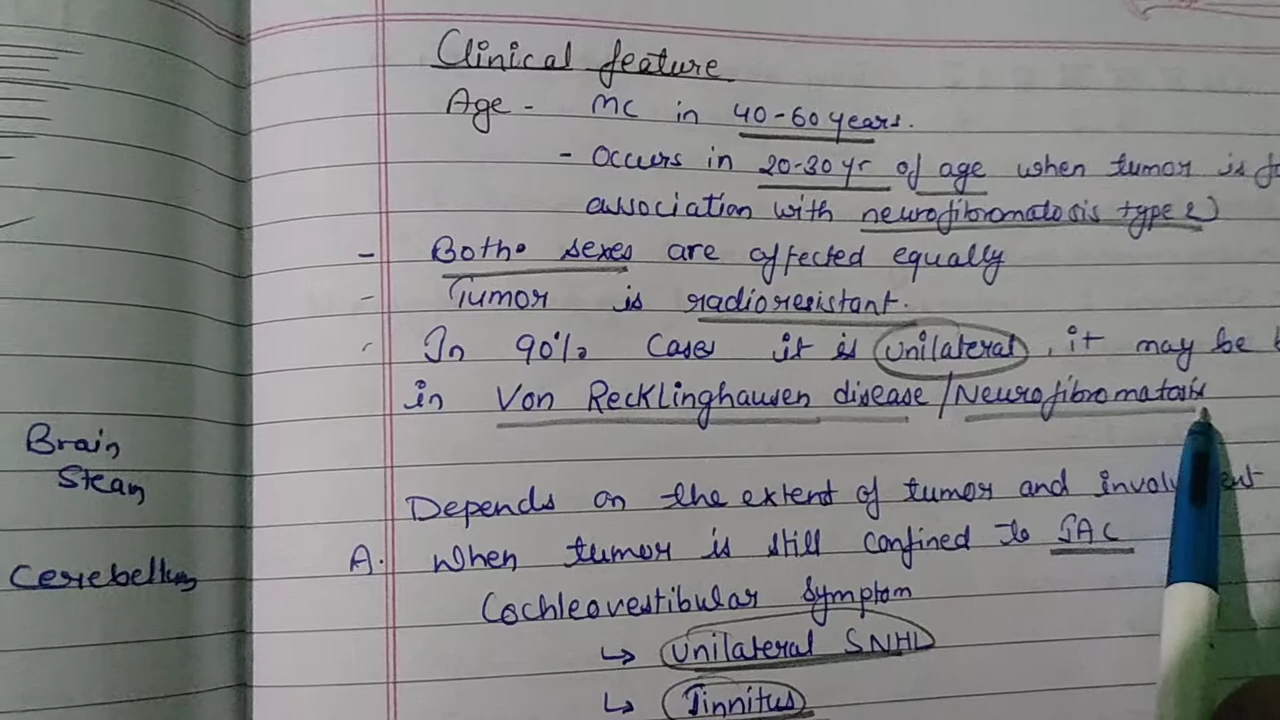 Clinical feature
Age - MC in 40-60 years.
- Occurs in 20-30 yr of age when tumor is
association with neurofibromatosis type 2
- Both sexes are affected equally
- Tumor is radioresistant.
- In 90% Cases it is unilateral, it may be
in Von Recklinghausen disease / Neurofibromatosis
Brain
Steam
Depends on the extent of tumor and
A. When tumor is still confined to IAC
Cerebellum
Cochleovestibular symptom
↳ Unilateral SNHL
↳ Tinnitus